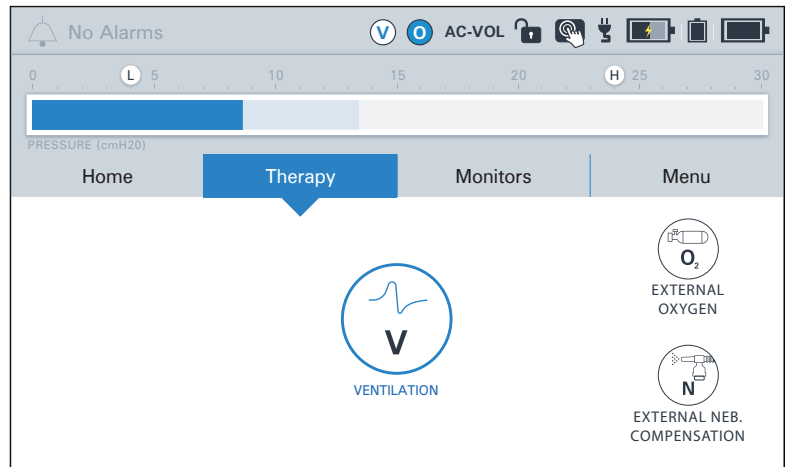 No Alarms V O AC-VOL
0 L 5 10 15 20 H 25 30
PRESSURE (cmH20)
Home Therapy Monitors Menu
V
VENTILATION
O2
EXTERNAL
OXYGEN
N
EXTERNAL NEB.
COMPENSATION